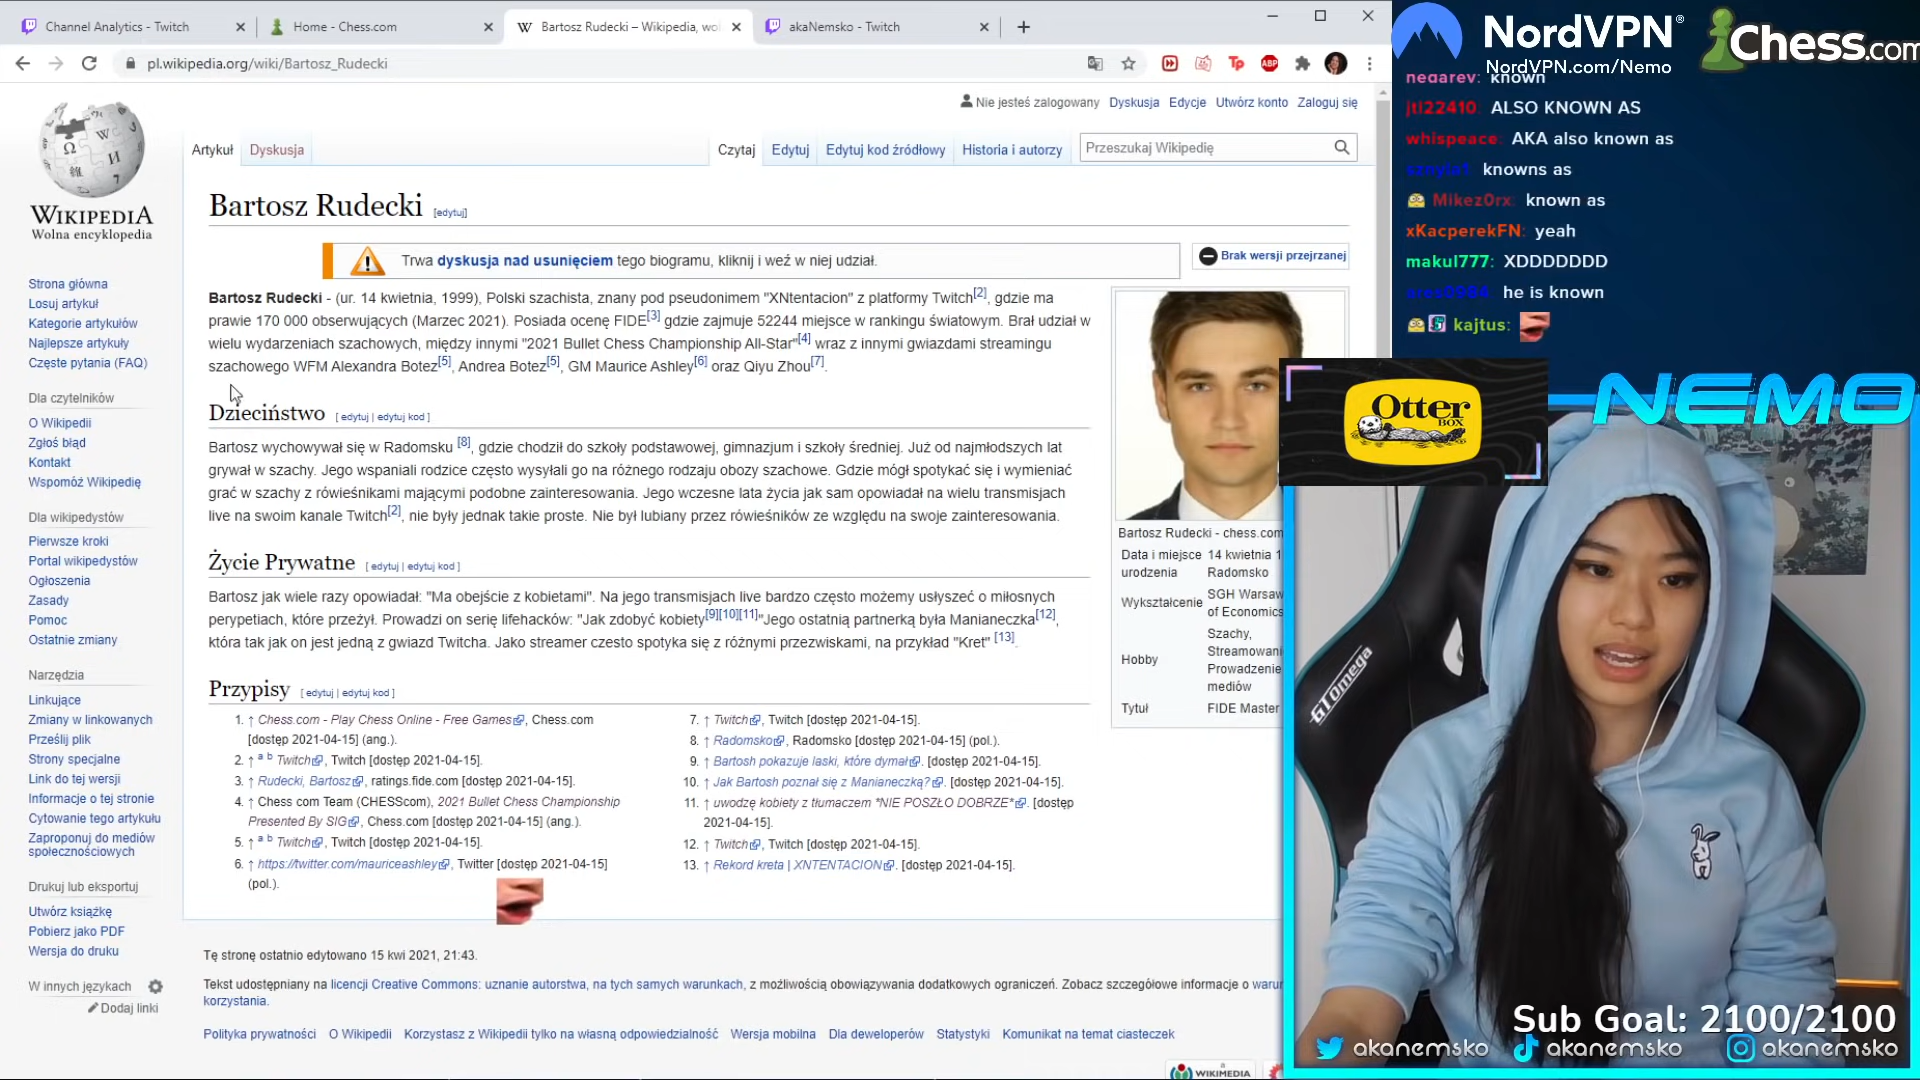 Channel Analytics - Twitch
Home - Chess.com
Bartosz Rudecki – Wikipedia, wol
akaNemsko - Twitch
pl.wikipedia.org/wiki/Bartosz_Rudecki
WIKIPEDIA
Wolna encyklopedia
Nie jesteś zalogowany Dyskusja Edycje Utwórz konto Zaloguj się
Artykuł Dyskusja Czytaj Edytuj Edytuj kod źródłowy Historia i autorzy Przeszukaj Wikipedię
Strona główna
Losuj artykuł
Kategorie artykułów
Najlepsze artykuły
Częste pytania (FAQ)
Dla czytelników
O Wikipedii
Zgłoś błąd
Kontakt
Wspomóż Wikipedię
Dla wikipedystów
Pierwsze kroki
Portal wikipedystów
Ogłoszenia
Zasady
Pomoc
Ostatnie zmiany
Narzędzia
Linkujące
Zmiany w linkowanych
Prześlij plik
Strony specjalne
Link do tej wersji
Informacje o tej stronie
Cytowanie tego artykułu
Zaproponuj do mediów
społecznościowych
Drukuj lub eksportuj
Utwórz książkę
Pobierz jako PDF
Wersja do druku
W innych językach
Dodaj linki
Bartosz Rudecki [edytuj]
Trwa dyskusja nad usunięciem tego biogramu, kliknij i weź w niej udział.
Brak wersji przejrzanej
Bartosz Rudecki - (ur. 14 kwietnia, 1999), Polski szachista, znany pod pseudonimem "XNtentacion" z platformy Twitch[2], gdzie ma
prawie 170 000 obserwujących (Marzec 2021). Posiada ocenę FIDE[3] gdzie zajmuje 52244 miejsce w rankingu światowym. Brał udział w
wielu wydarzeniach szachowych, między innymi "2021 Bullet Chess Championship All-Star"[4] wraz z innymi gwiazdami streamingu
szachowego WFM Alexandra Botez[5], Andrea Botez[5], GM Maurice Ashley[6] oraz Qiyu Zhou[7].
Dzieciństwo [ edytuj | edytuj kod ]
Bartosz wychowywał się w Radomsku [8], gdzie chodził do szkoły podstawowej, gimnazjum i szkoły średniej. Już od najmłodszych lat
grywał w szachy. Jego wspaniali rodzice często wysyłali go na różnego rodzaju obozy szachowe. Gdzie mógł spotykać się i wymieniać
grać w szachy z rówieśnikami mającymi podobne zainteresowania. Jego wczesne lata życia jak sam opowiadał na wielu transmisjach
live na swoim kanale Twitch[2], nie były jednak takie proste. Nie był lubiany przez rówieśników ze względu na swoje zainteresowania.
Życie Prywatne [ edytuj | edytuj kod ]
Bartosz jak wiele razy opowiadał: "Ma obejście z kobietami". Na jego transmisjach live bardzo często możemy usłyszeć o miłosnych
perypetiach, które przeżył. Prowadzi on serię lifehacków: "Jak zdobyć kobiety[9][10][11]"Jego ostatnią partnerką była Manianeczka[12],
która tak jak on jest jedną z gwiazd Twitcha. Jako streamer czesto spotyka się z różnymi przezwiskami, na przykład "Kret" [13].
Przypisy [ edytuj | edytuj kod ]
1. ↑ Chess.com - Play Chess Online - Free Games, Chess.com
[dostęp 2021-04-15] (ang.).
2. ↑ a b Twitch, Twitch [dostęp 2021-04-15].
3. ↑ Rudecki, Bartosz, ratings.fide.com [dostęp 2021-04-15].
4. ↑ Chess com Team (CHESScom), 2021 Bullet Chess Championship
Presented By SIG, Chess.com [dostęp 2021-04-15] (ang.).
5. ↑ a b Twitch, Twitch [dostęp 2021-04-15].
6. ↑ https://twitter.com/mauriceashley, Twitter [dostęp 2021-04-15]
(pol.).
7. ↑ Twitch, Twitch [dostęp 2021-04-15].
8. ↑ Radomsko, Radomsko [dostęp 2021-04-15] (pol.).
9. ↑ Bartosh pokazuje laski, które dymał. [dostęp 2021-04-15].
10. ↑ Jak Bartosh poznał się z Manianeczką?. [dostęp 2021-04-15].
11. ↑ uwodzę kobiety z tłumaczem *NIE POSZŁO DOBRZE*. [dostęp
2021-04-15].
12. ↑ Twitch, Twitch [dostęp 2021-04-15].
13. ↑ Rekord kreta | XNTENTACION. [dostęp 2021-04-15].
Bartosz Rudecki - chess.com
Data i miejsce urodzenia 14 kwietnia 1
Radomsko
Wykształcenie SGH Warsaw
of Economics
Hobby Szachy,
Streamowani
Prowadzenie
mediów
Tytuł FIDE Master
Tę stronę ostatnio edytowano 15 kwi 2021, 21:43.
Tekst udostępniany na licencji Creative Commons: uznanie autorstwa, na tych samych warunkach, z możliwością obowiązywania dodatkowych ograniczeń. Zobacz szczegółowe informacje o warun
korzystania.
Polityka prywatności O Wikipedii Korzystasz z Wikipedii tylko na własną odpowiedzialność Wersja mobilna Dla deweloperów Statystyki Komunikat na temat ciasteczek
a
WIKIMEDIA
NordVPN®
NordVPN.com/Nemo
Chess.com
nedarev: known
jtl22410: ALSO KNOWN AS
whispeace: AKA also known as
sznyla1: knowns as
Mikez0rx: known as
xKacperekFN: yeah
makul777: XDDDDDDD
ares0984: he is known
kajtus:
Otter
BOX
NEMO
GTOmega
Sub Goal: 2100/2100
akanemsko akanemsko akanemsko